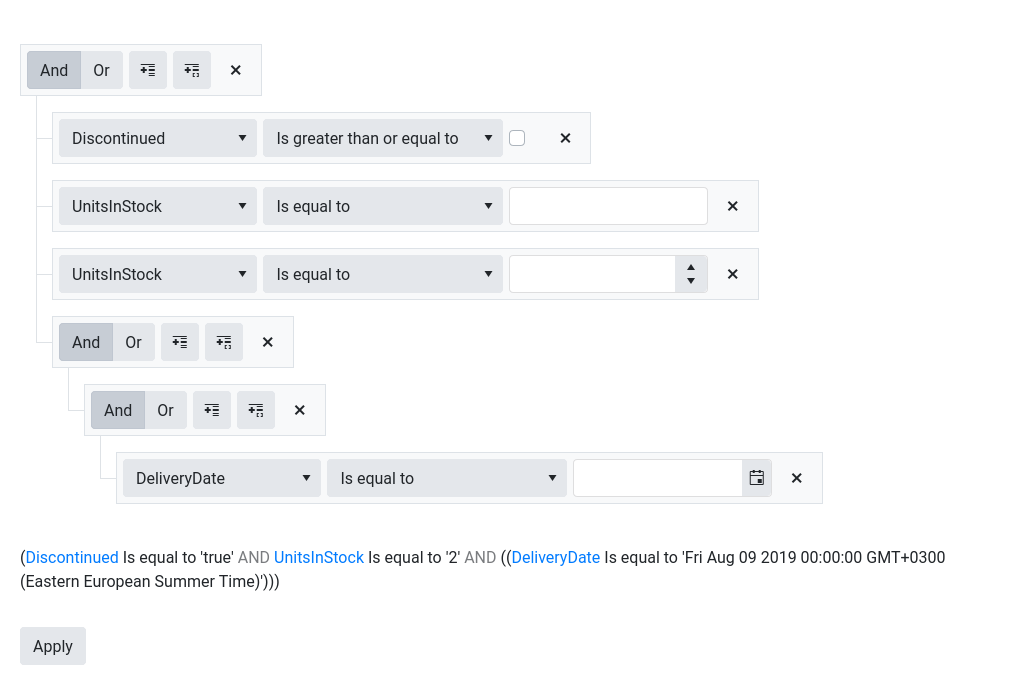 And Or
Discontinued Is greater than or equal to
UnitsInStock Is equal to
UnitsInStock Is equal to
And Or
And Or
DeliveryDate Is equal to
(Discontinued Is equal to 'true' AND UnitsInStock Is equal to '2' AND ((DeliveryDate Is equal to 'Fri Aug 09 2019 00:00:00 GMT+0300
(Eastern European Summer Time)')))
Apply